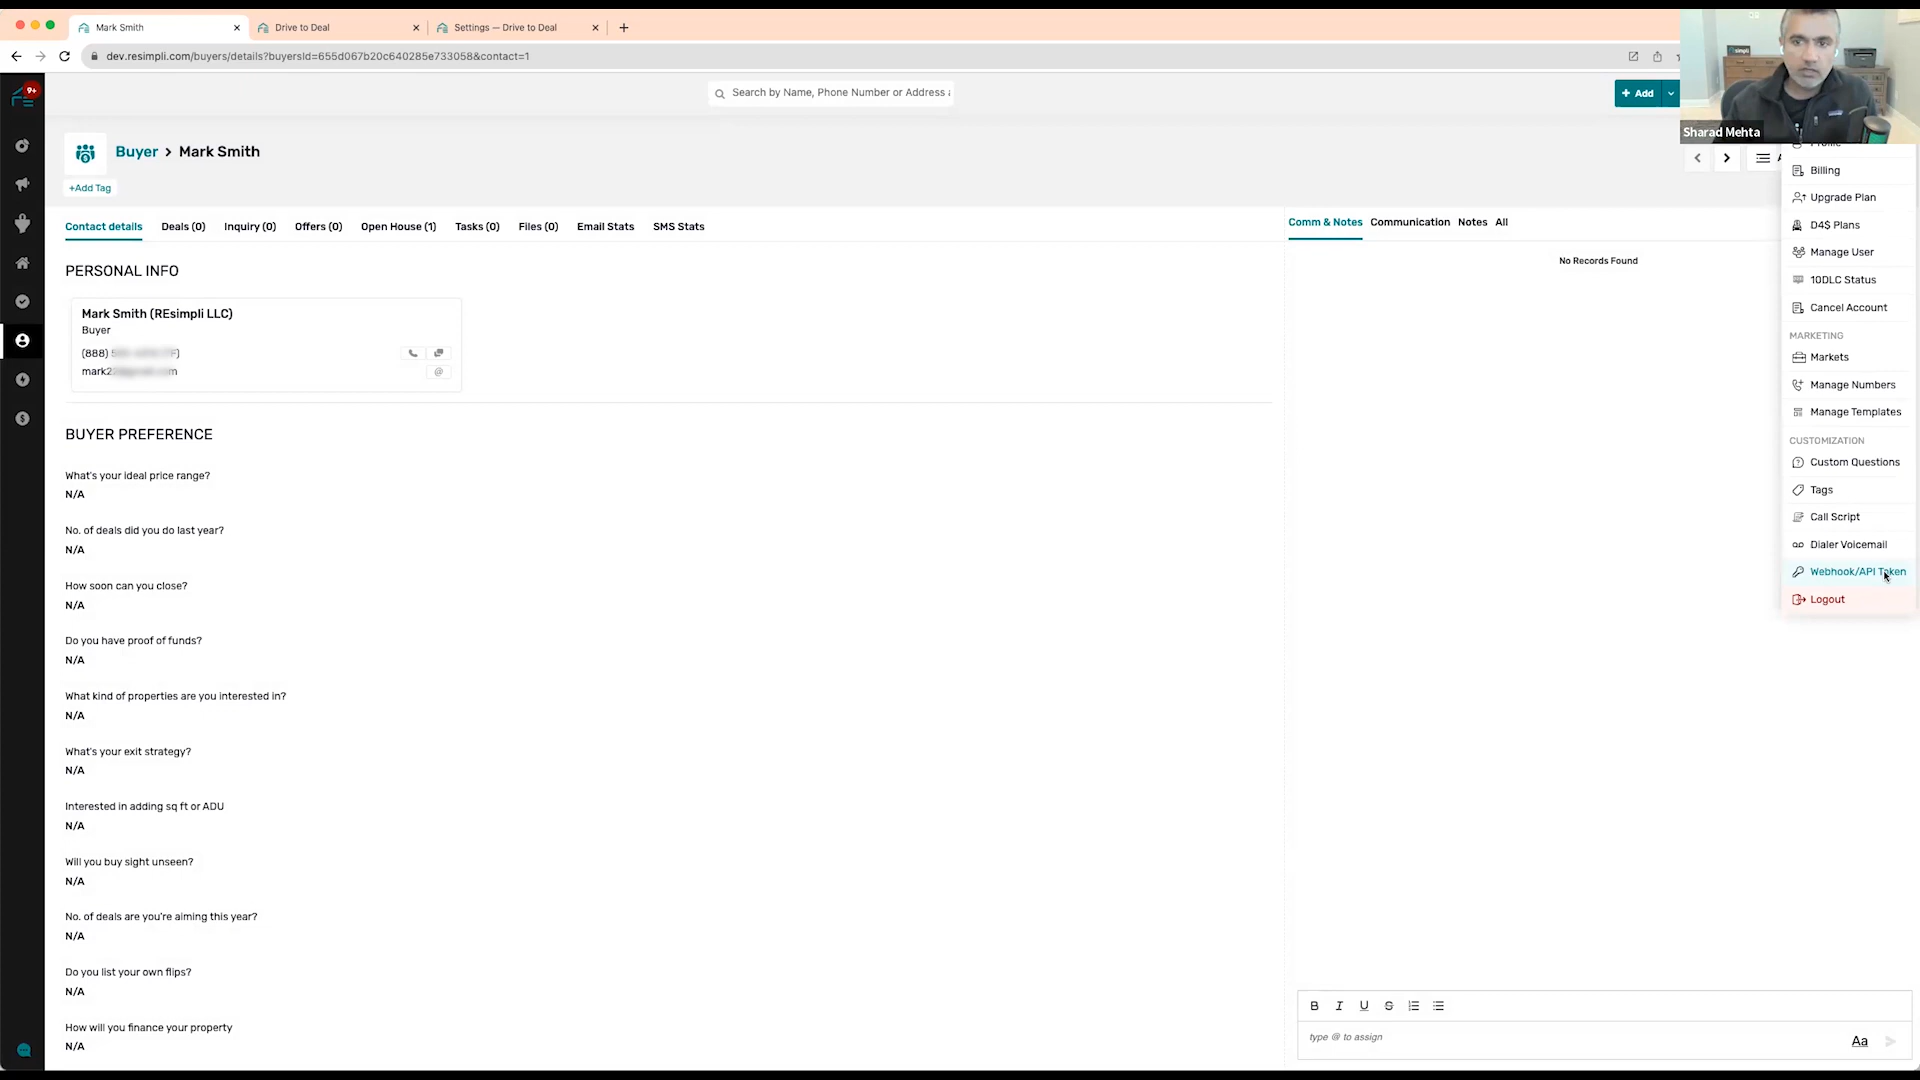 Mark Smith
Drive to Deal
Settings — Drive to Deal
dev.resimpli.com/buyers/details?buyersId=655d067b20c640285e733058&contact=1
9+
Search by Name, Phone Number or Address
+ Add
Sharad Mehta
Buyer > Mark Smith
+Add Tag
Contact details
Deals (0)
Inquiry (0)
Offers (0)
Open House (1)
Tasks (0)
Files (0)
Email Stats
SMS Stats
PERSONAL INFO
Mark Smith (REsimpli LLC)
Buyer
(888)
mark2
BUYER PREFERENCE
What's your ideal price range?
N/A
No. of deals did you do last year?
N/A
How soon can you close?
N/A
Do you have proof of funds?
N/A
What kind of properties are you interested in?
N/A
What's your exit strategy?
N/A
Interested in adding sq ft or ADU
N/A
Will you buy sight unseen?
N/A
No. of deals are you're aiming this year?
N/A
Do you list your own flips?
N/A
How will you finance your property
N/A
Comm & Notes
Communication
Notes
All
No Records Found
B I U S
type @ to assign
Aa
Profile
Billing
Upgrade Plan
D4$ Plans
Manage User
10DLC Status
Cancel Account
MARKETING
Markets
Manage Numbers
Manage Templates
CUSTOMIZATION
Custom Questions
Tags
Call Script
Dialer Voicemail
Webhook/API Token
Logout